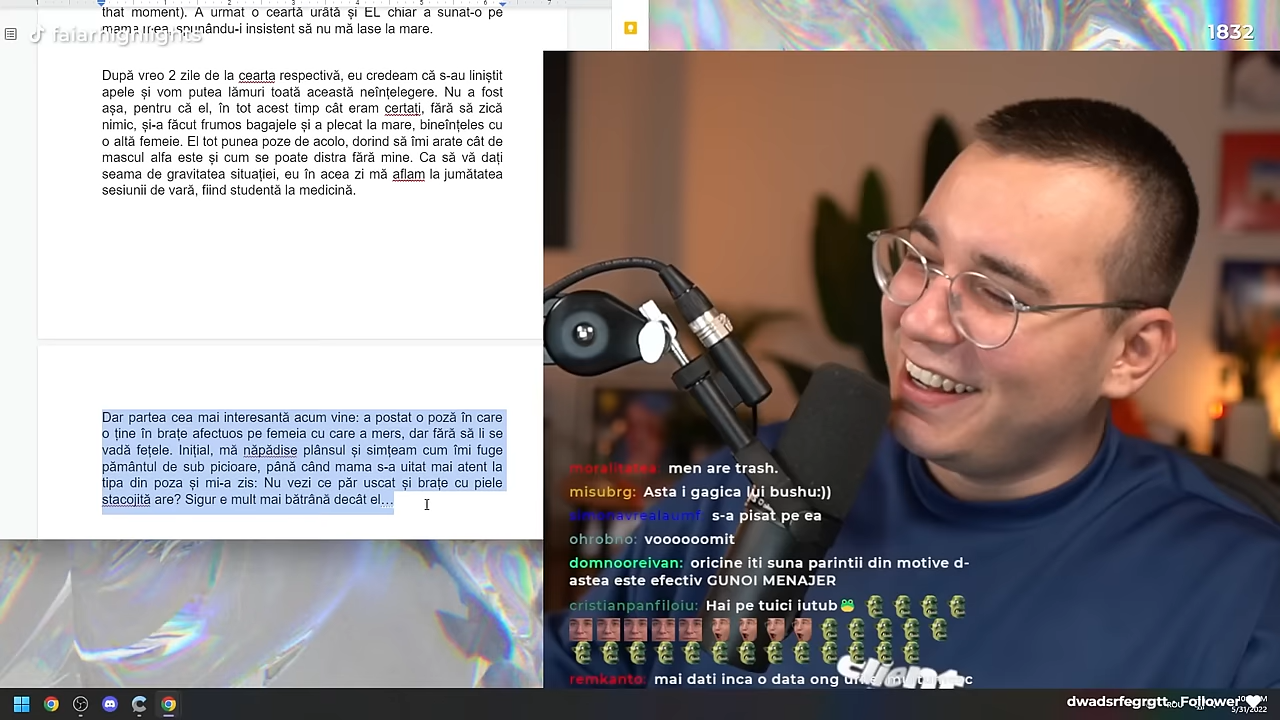 that moment). A urmat o ceartă urâtă și EL chiar a sunat-o pe
mama mea, spunându-i insistent să nu mă lase la mare.
faiarhighlights
1832
După vreo 2 zile de la cearta respectivă, eu credeam că s-au liniștit
apele și vom putea lămuri toată această neînțelegere. Nu a fost
așa, pentru că el, în tot acest timp cât eram certați, fără să zică
nimic, și-a făcut frumos bagajele și a plecat la mare, bineînțeles cu
o altă femeie. El tot punea poze de acolo, dorind să îmi arate cât de
mascul alfa este și cum se poate distra fără mine. Ca să vă dați
seama de gravitatea situației, eu în acea zi mă aflam la jumătatea
sesiunii de vară, fiind studentă la medicină.
Dar partea cea mai interesantă acum vine: a postat o poză în care
o ține în brațe afectuos pe femeia cu care a mers, dar fără să li se
vadă fețele. Inițial, mă năpădise plânsul și simțeam cum îmi fuge
pământul de sub picioare, până când mama s-a uitat mai atent la
tipa din poza și mi-a zis: Nu vezi ce păr uscat și brațe cu piele
stacojită are? Sigur e mult mai bătrână decât el…
moralitatea: men are trash.
misubrg: Asta i gagica lui bushu:))
simonavrealaumf: s-a pisat pe ea
ohrobno: voooooomit
domnooreivan: oricine iti suna parintii din motive d-
astea este efectiv GUNOI MENAJER
cristianpanfiloiu: Hai pe tuici iutub
remkanto: mai dati inca o data ong
dwadsrfegrgtt - Follower
5/31/2022